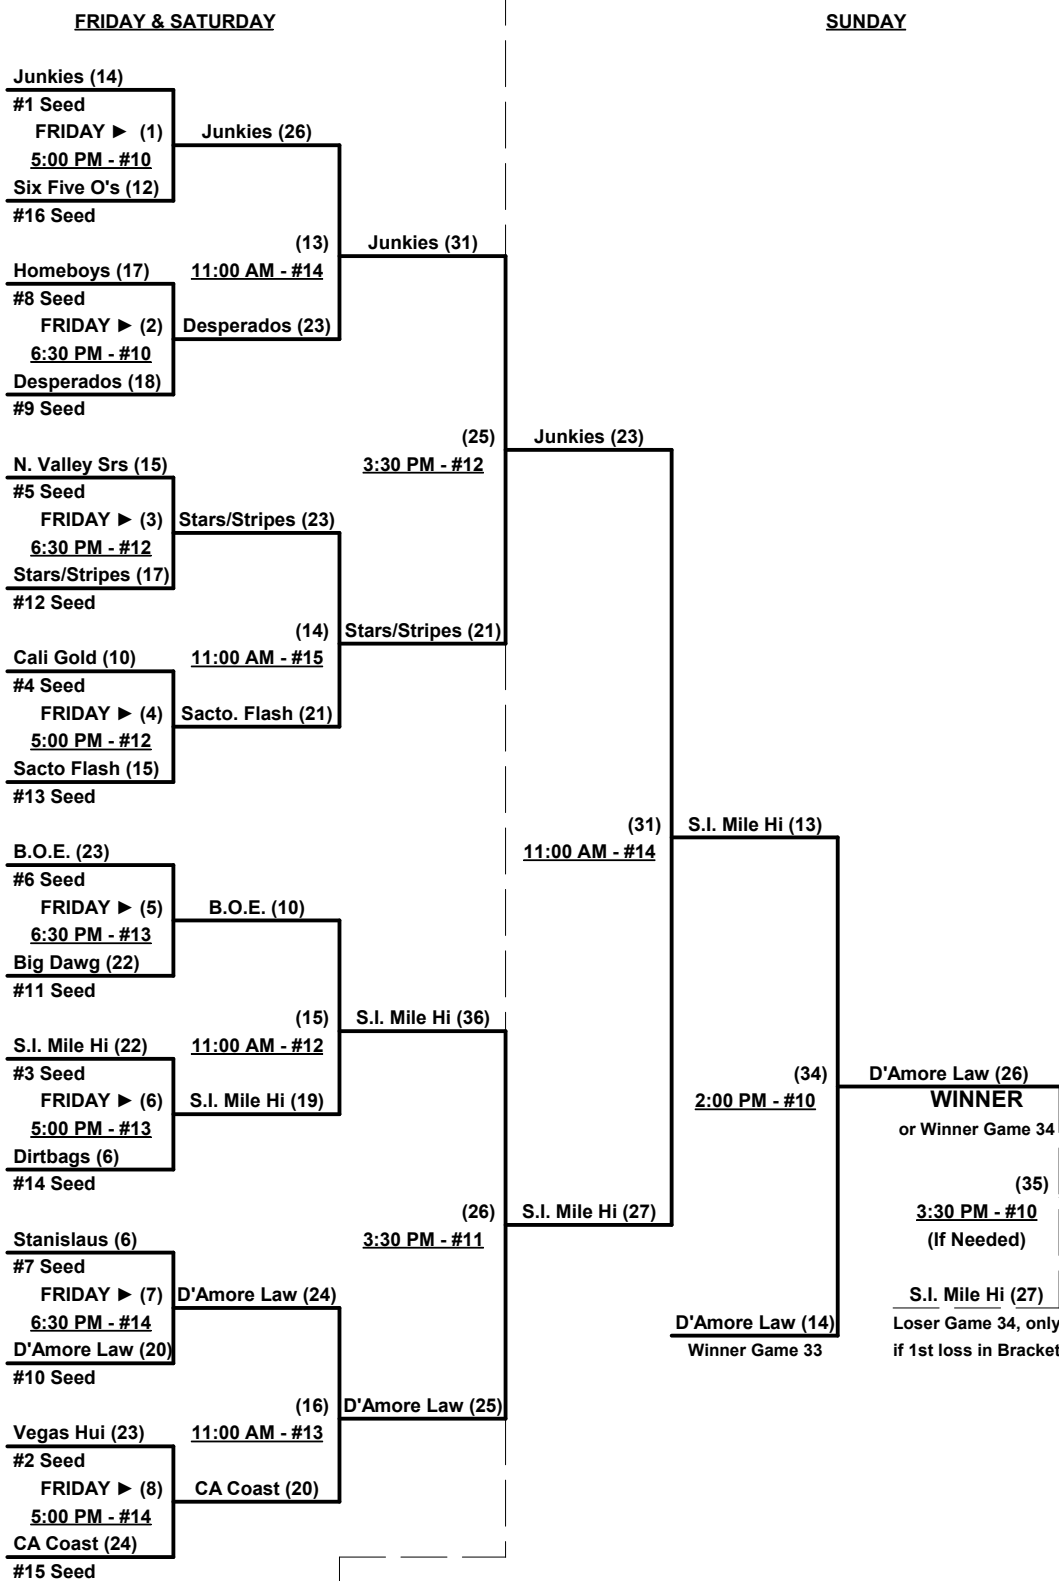 FRIDAY & SATURDAY
SUNDAY
Junkies (14)
#1 Seed
FRIDAY ► (1)
Junkies (26)
5:00 PM - #10
Six Five O's (12)
#16 Seed
(13)
Junkies (31)
Homeboys (17)
11:00 AM - #14
#8 Seed
FRIDAY ► (2)
Desperados (23)
6:30 PM - #10
Desperados (18)
#9 Seed
(25)
Junkies (23)
N. Valley Srs (15)
3:30 PM - #12
#5 Seed
FRIDAY ► (3)
Stars/Stripes (23)
6:30 PM - #12
Stars/Stripes (17)
#12 Seed
(14)
Stars/Stripes (21)
Cali Gold (10)
11:00 AM - #15
#4 Seed
FRIDAY ► (4)
Sacto. Flash (21)
5:00 PM - #12
Sacto Flash (15)
#13 Seed
(31)
S.I. Mile Hi (13)
B.O.E. (23)
11:00 AM - #14
#6 Seed
FRIDAY ► (5)
B.O.E. (10)
6:30 PM - #13
Big Dawg (22)
#11 Seed
(15)
S.I. Mile Hi (36)
S.I. Mile Hi (22)
11:00 AM - #12
#3 Seed
(34)
D'Amore Law (26)
FRIDAY ► (6)
S.I. Mile Hi (19)
2:00 PM - #10
WINNER
5:00 PM - #13
or Winner Game 34
Dirtbags (6)
#14 Seed
(35)
(26)
S.I. Mile Hi (27)
3:30 PM - #10
Stanislaus (6)
3:30 PM - #11
(If Needed)
#7 Seed
FRIDAY ► (7)
D'Amore Law (24)
S.I. Mile Hi (27)
6:30 PM - #14
D'Amore Law (14)
Loser Game 34, only
D'Amore Law (20)
Winner Game 33
if 1st loss in Bracket
#10 Seed
(16)
D'Amore Law (25)
Vegas Hui (23)
11:00 AM - #13
#2 Seed
FRIDAY ► (8)
CA Coast (20)
5:00 PM - #14
CA Coast (24)
#15 Seed